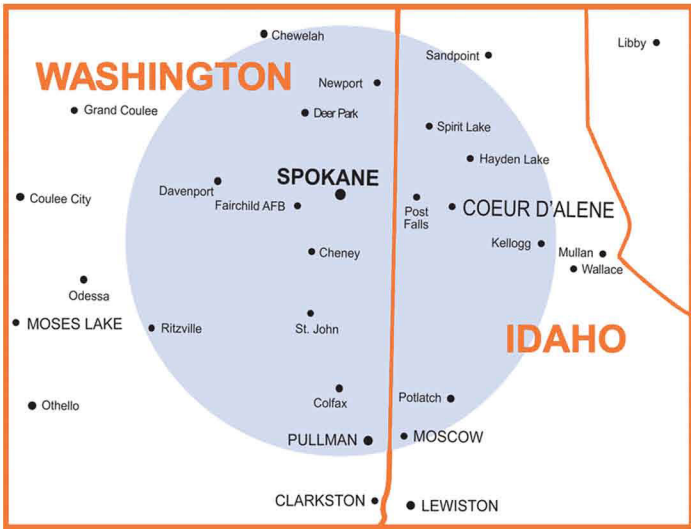 Chewelah
Libby
Sandpoint
WASHINGTON
Newport
Grand Coulee
Deer Park
Spirit Lake
Hayden Lake
SPOKANE
Davenport
Coulee City
Fairchild AFB
Post
Falls
COEUR D'ALENE
Kellogg
Mullan
Cheney
Wallace
Odessa
MOSES LAKE
Ritzville
St. John
IDAHO
Othello
Colfax
Potlatch
PULLMAN
MOSCOW
CLARKSTON
LEWISTON